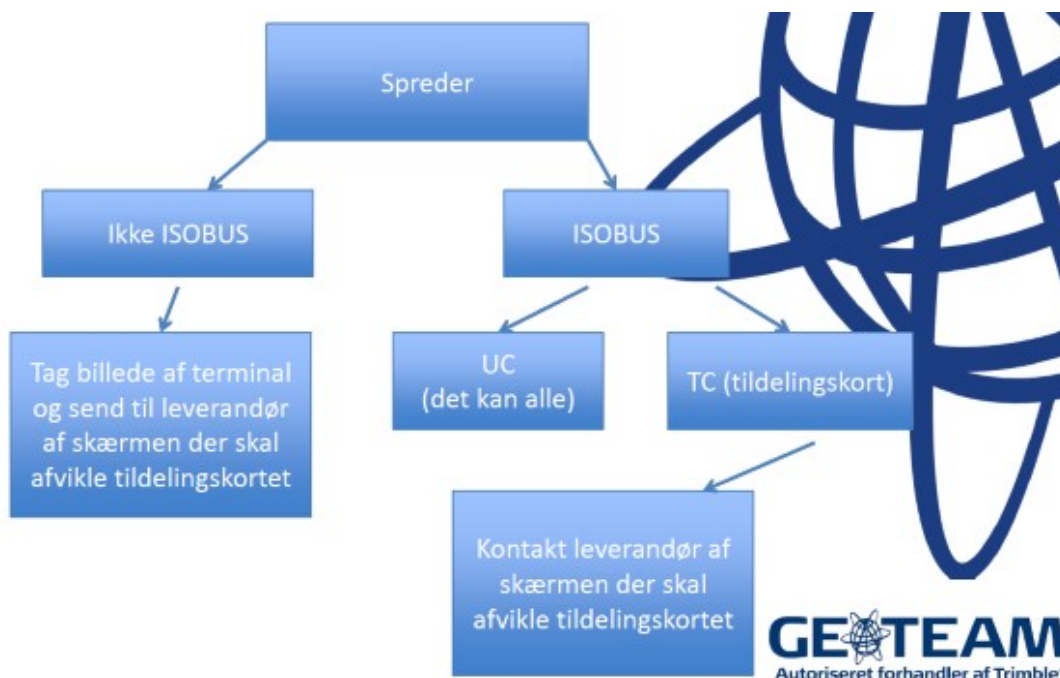 Spreder
Ikke ISOBUS
ISOBUS
Tag billede af terminal
og send til leverandør
af skærmen der skal
afvikle tildelingskortet
UC
(det kan alle)
TC (tildelingskort)
Kontakt leverandør af
skærmen der skal
afvikle tildelingskortet
GEOTEAM
Autoriseret forhandler af Trimble